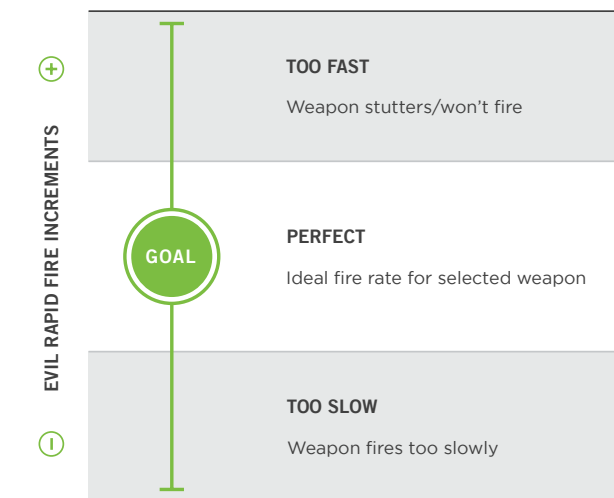 +
TOO FAST
Weapon stutters/won't fire
EVIL RAPID FIRE INCREMENTS
GOAL
PERFECT
Ideal fire rate for selected weapon
TOO SLOW
Weapon fires too slowly